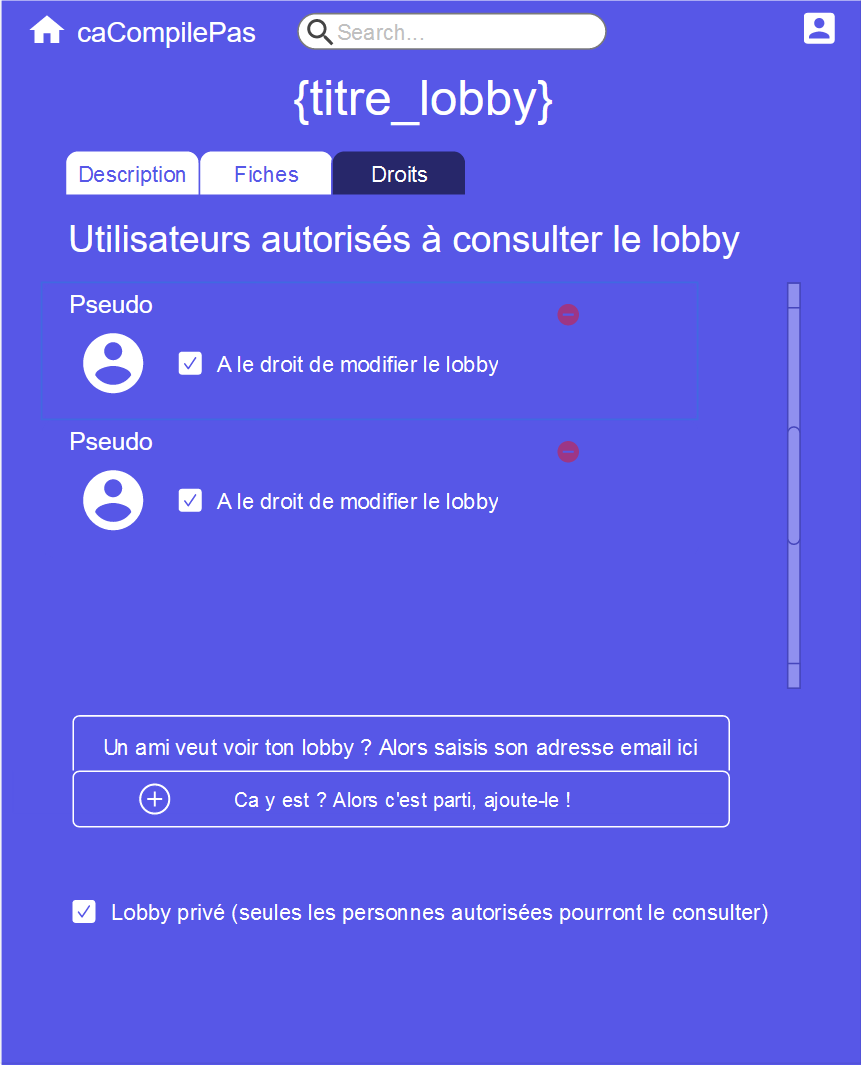 caCompilePas
Search...
{titre_lobby}
Description
Fiches
Droits
Utilisateurs autorisés à consulter le lobby
Pseudo
A le droit de modifier le lobby
Pseudo
A le droit de modifier le lobby
Un ami veut voir ton lobby ? Alors saisis son adresse email ici
Ca y est ? Alors c'est parti, ajoute-le !
Lobby privé (seules les personnes autorisées pourront le consulter)